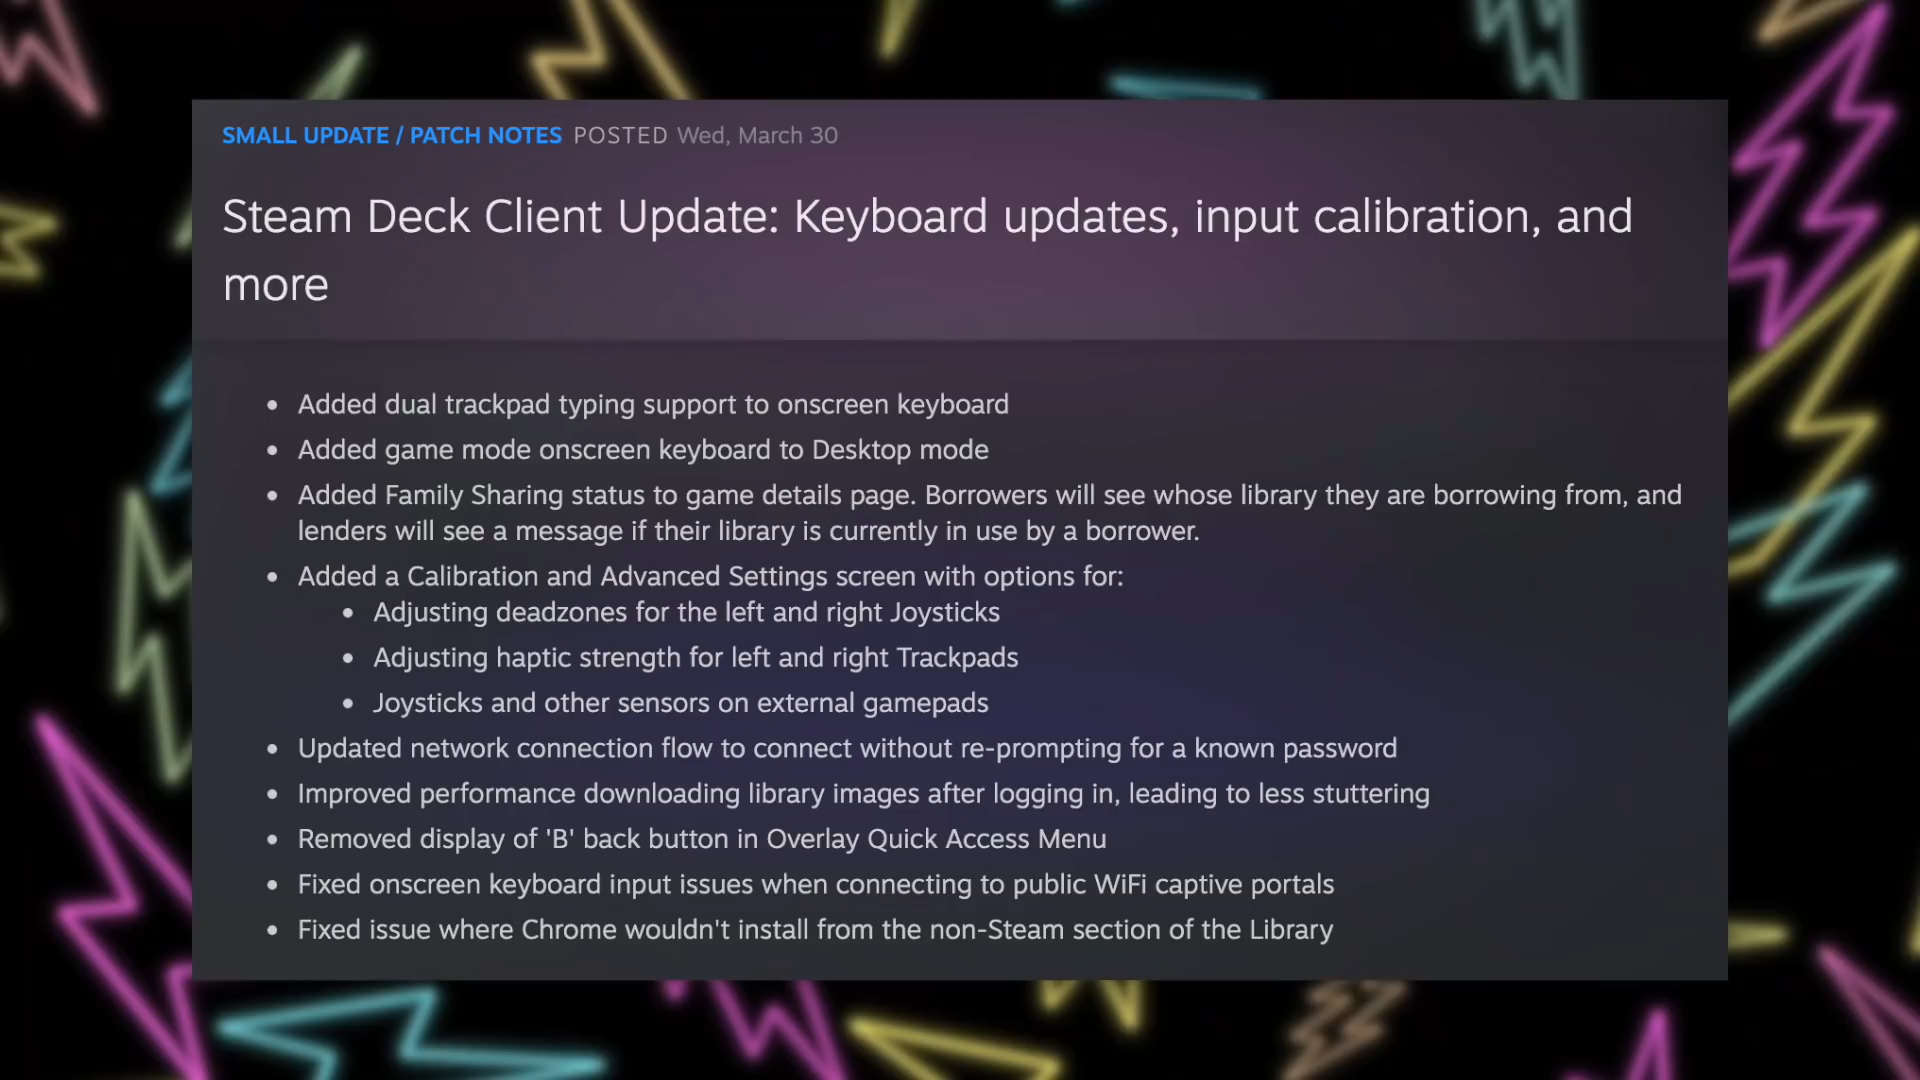 SMALL UPDATE / PATCH NOTES POSTED Wed, March 30
Steam Deck Client Update: Keyboard updates, input calibration, and
more
• Added dual trackpad typing support to onscreen keyboard
• Added game mode onscreen keyboard to Desktop mode
• Added Family Sharing status to game details page. Borrowers will see whose library they are borrowing from, and
lenders will see a message if their library is currently in use by a borrower.
• Added a Calibration and Advanced Settings screen with options for:
• Adjusting deadzones for the left and right Joysticks
• Adjusting haptic strength for left and right Trackpads
• Joysticks and other sensors on external gamepads
• Updated network connection flow to connect without re-prompting for a known password
• Improved performance downloading library images after logging in, leading to less stuttering
• Removed display of 'B' back button in Overlay Quick Access Menu
• Fixed onscreen keyboard input issues when connecting to public WiFi captive portals
• Fixed issue where Chrome wouldn't install from the non-Steam section of the Library